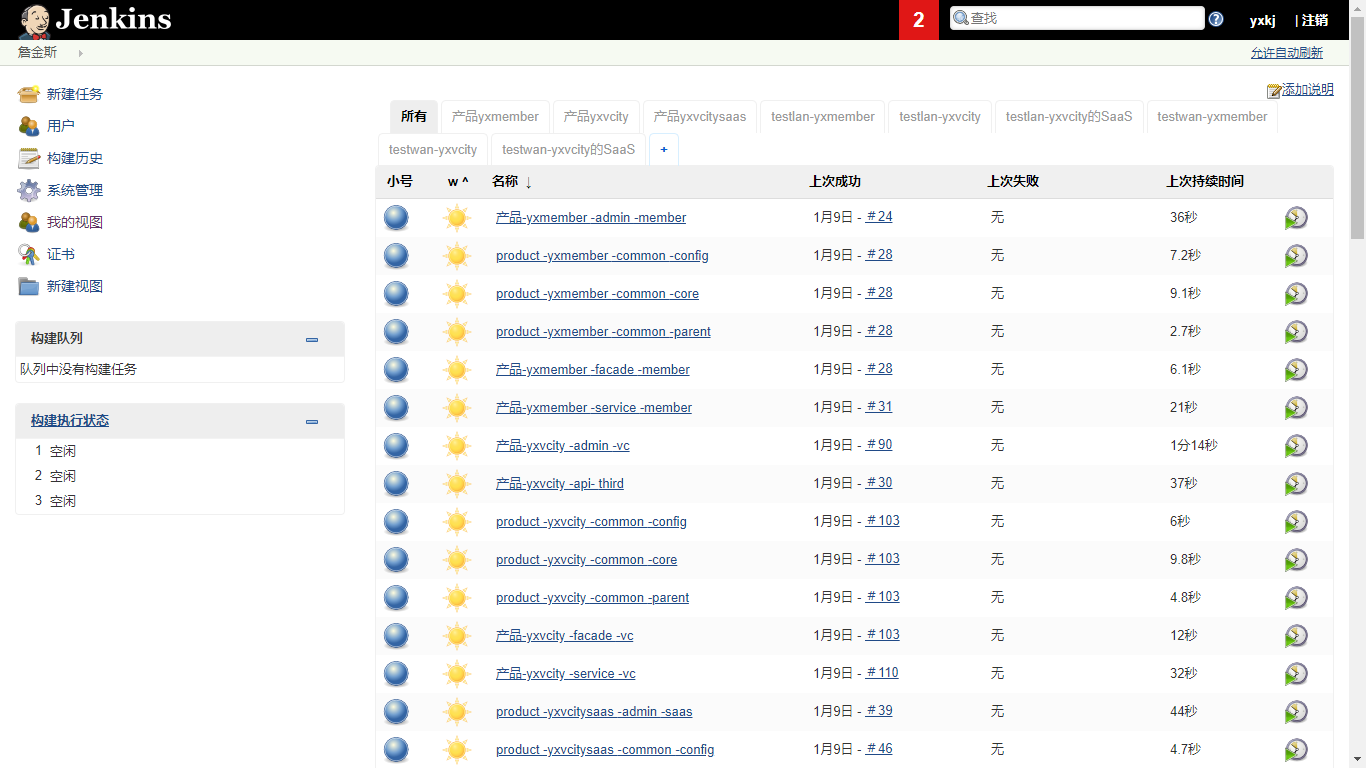 Jenkins
2
查找
yxkj
| 注销
詹金斯
允许自动刷新
新建任务
用户
构建历史
系统管理
我的视图
证书
新建视图
构建队列
队列中没有构建任务
构建执行状态
1 空闲
2 空闲
3 空闲
添加说明
所有 产品yxmember 产品yxvcity 产品yxvcitysaas testlan-yxmember testlan-yxvcity testlan-yxvcity的SaaS testwan-yxmember
testwan-yxvcity testwan-yxvcity的SaaS +
小号 w ^ 名称 ↓ 上次成功 上次失败 上次持续时间
产品-yxmember -admin -member 1月9日 - ＃24 无 36秒
product -yxmember -common -config 1月9日 - ＃28 无 7.2秒
product -yxmember -common -core 1月9日 - ＃28 无 9.1秒
product -yxmember -common -parent 1月9日 - ＃28 无 2.7秒
产品-yxmember -facade -member 1月9日 - ＃28 无 6.1秒
产品-yxmember -service -member 1月9日 - ＃31 无 21秒
产品-yxvcity -admin -vc 1月9日 - ＃90 无 1分14秒
产品-yxvcity -api- third 1月9日 - ＃30 无 37秒
product -yxvcity -common -config 1月9日 - ＃103 无 6秒
product -yxvcity -common -core 1月9日 - ＃103 无 9.8秒
product -yxvcity -common -parent 1月9日 - ＃103 无 4.8秒
产品-yxvcity -facade -vc 1月9日 - ＃103 无 12秒
产品-yxvcity -service -vc 1月9日 - ＃110 无 32秒
product -yxvcitysaas -admin -saas 1月9日 - ＃39 无 44秒
product -yxvcitysaas -common -config 1月9日 - ＃46 无 4.7秒